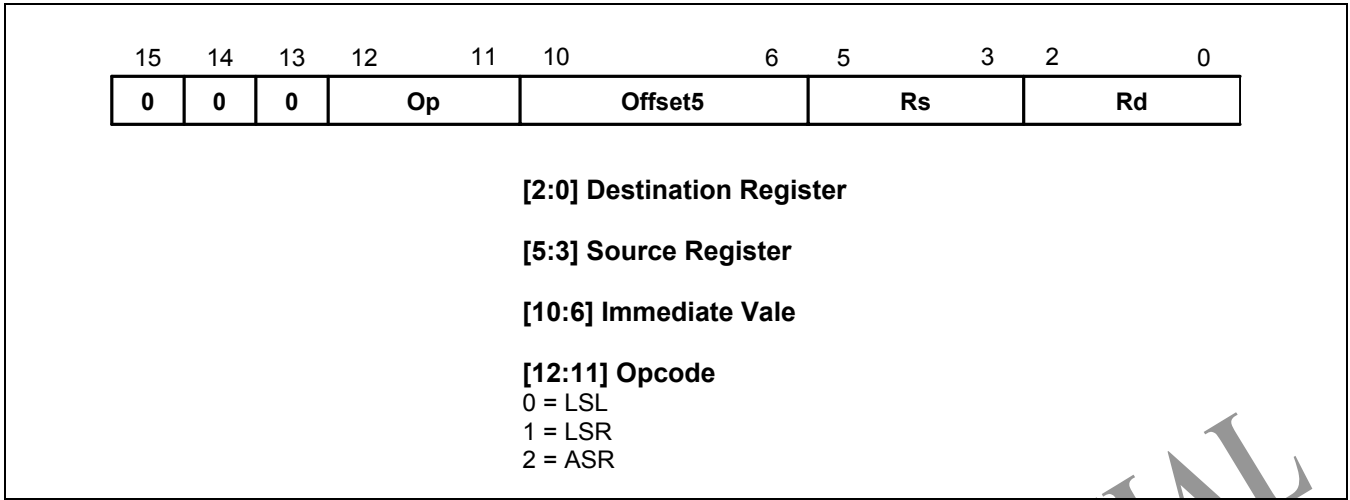 15 14 13 12 11 10 6 5 3 2 0
0 0 0 Op Offset5 Rs Rd
[2:0] Destination Register
[5:3] Source Register
[10:6] Immediate Vale
[12:11] Opcode
0 = LSL
1 = LSR
2 = ASR